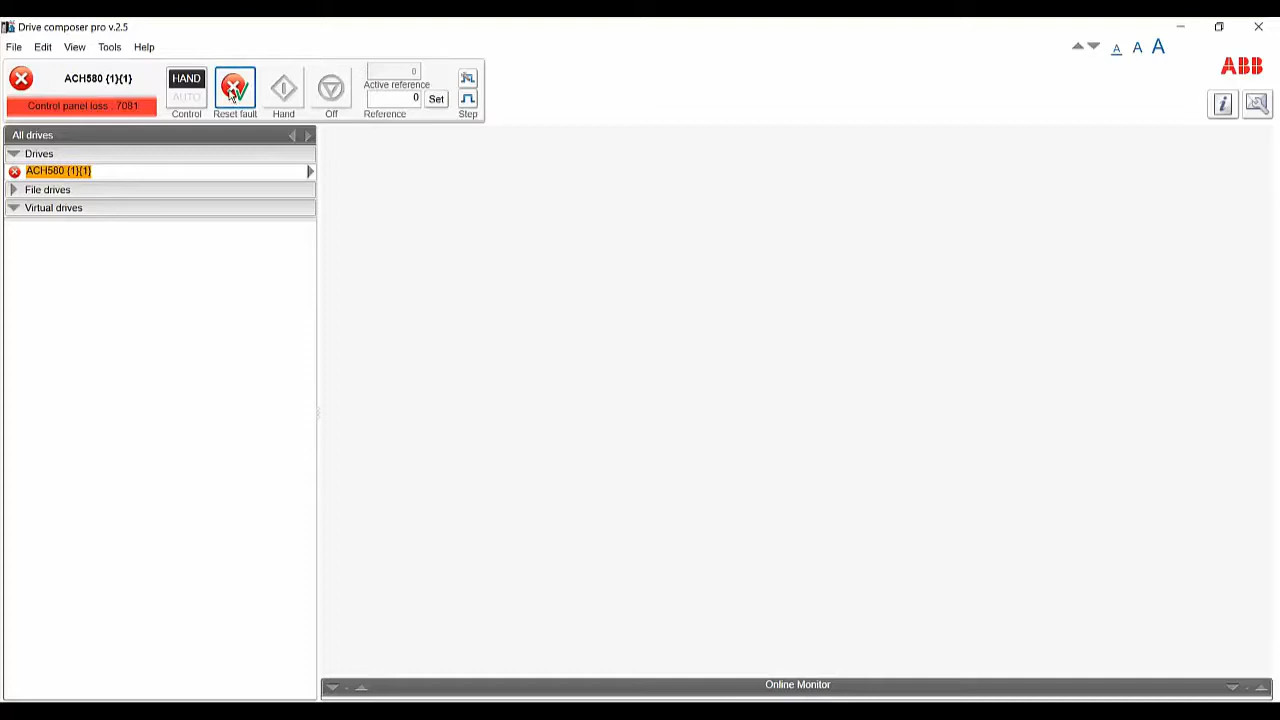 Drive composer pro v.2.5
File Edit View Tools Help
A A A
ABB
ACH580 {1}{1}
Control panel loss . 7081
HAND
AUTO
Control
Reset fault
Hand
Off
0
Active reference
0 Set
Reference
Step
i
All drives
Drives
ACH580 {1}{1}
File drives
Virtual drives
Online Monitor